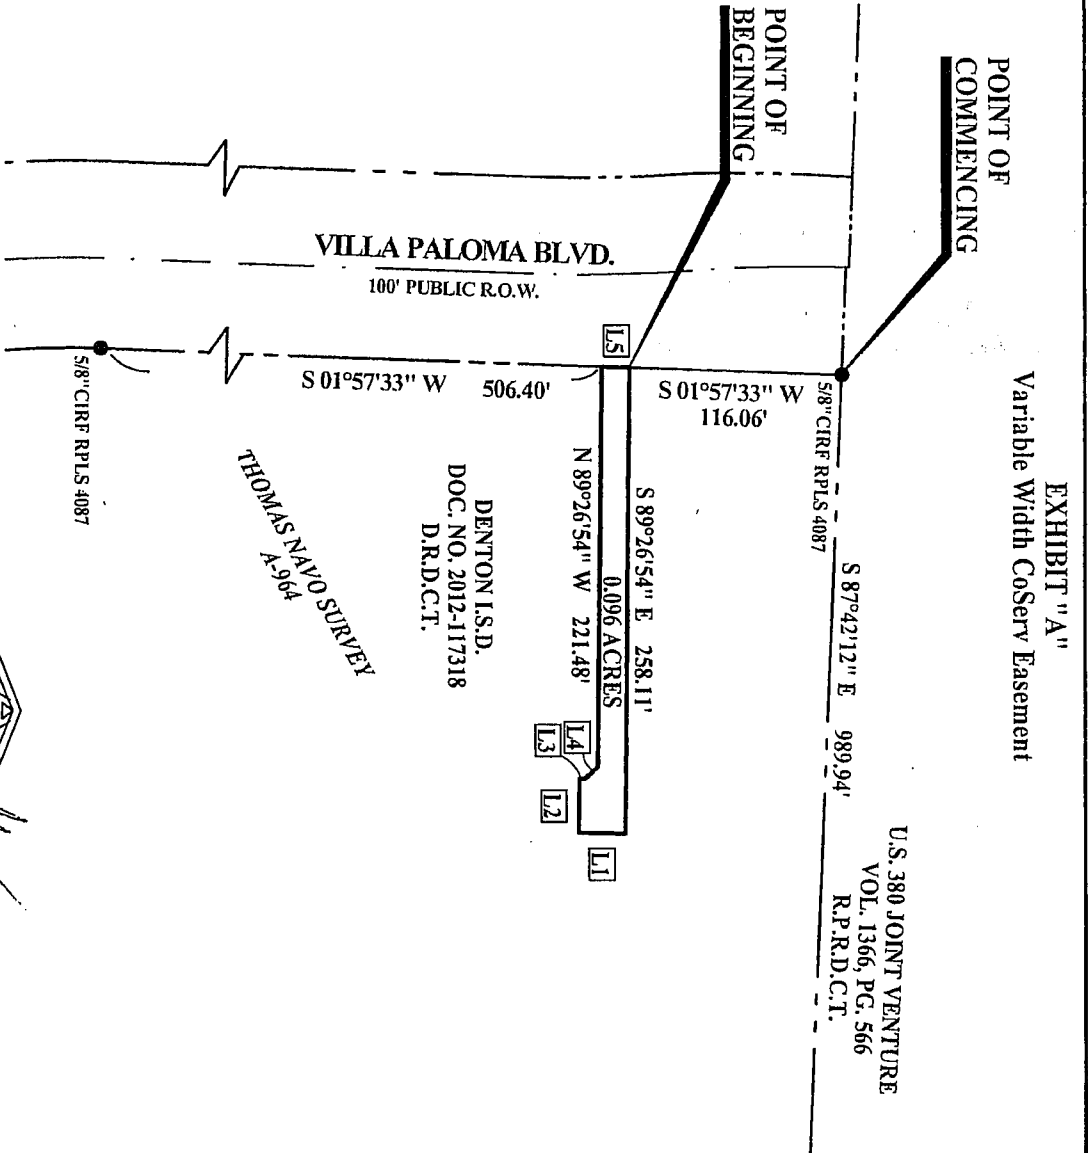 EXHIBIT "A"
Variable Width CoServ Easement
POINT OF
COMMENCING
POINT OF
BEGINNING
U.S. 380 JOINT VENTURE
VOL. 1366, PG. 566
R.P.R.D.C.T.
S 87°42'12" E 989.94'
5/8" CIRF RPLS 4087
S 01°57'33" W
116.06'
VILLA PALOMA BLVD.
100' PUBLIC R.O.W.
L5
S 89°26'54" E 258.11'
0.096 ACRES
N 89°26'54" W 221.48'
L4
L3
L2
L1
S 01°57'33" W 506.40'
DENTON I.S.D.
DOC. NO. 2012-117318
D.R.D.C.T.
THOMAS NAVO SURVEY
A-964
5/8" CIRF RPLS 4087